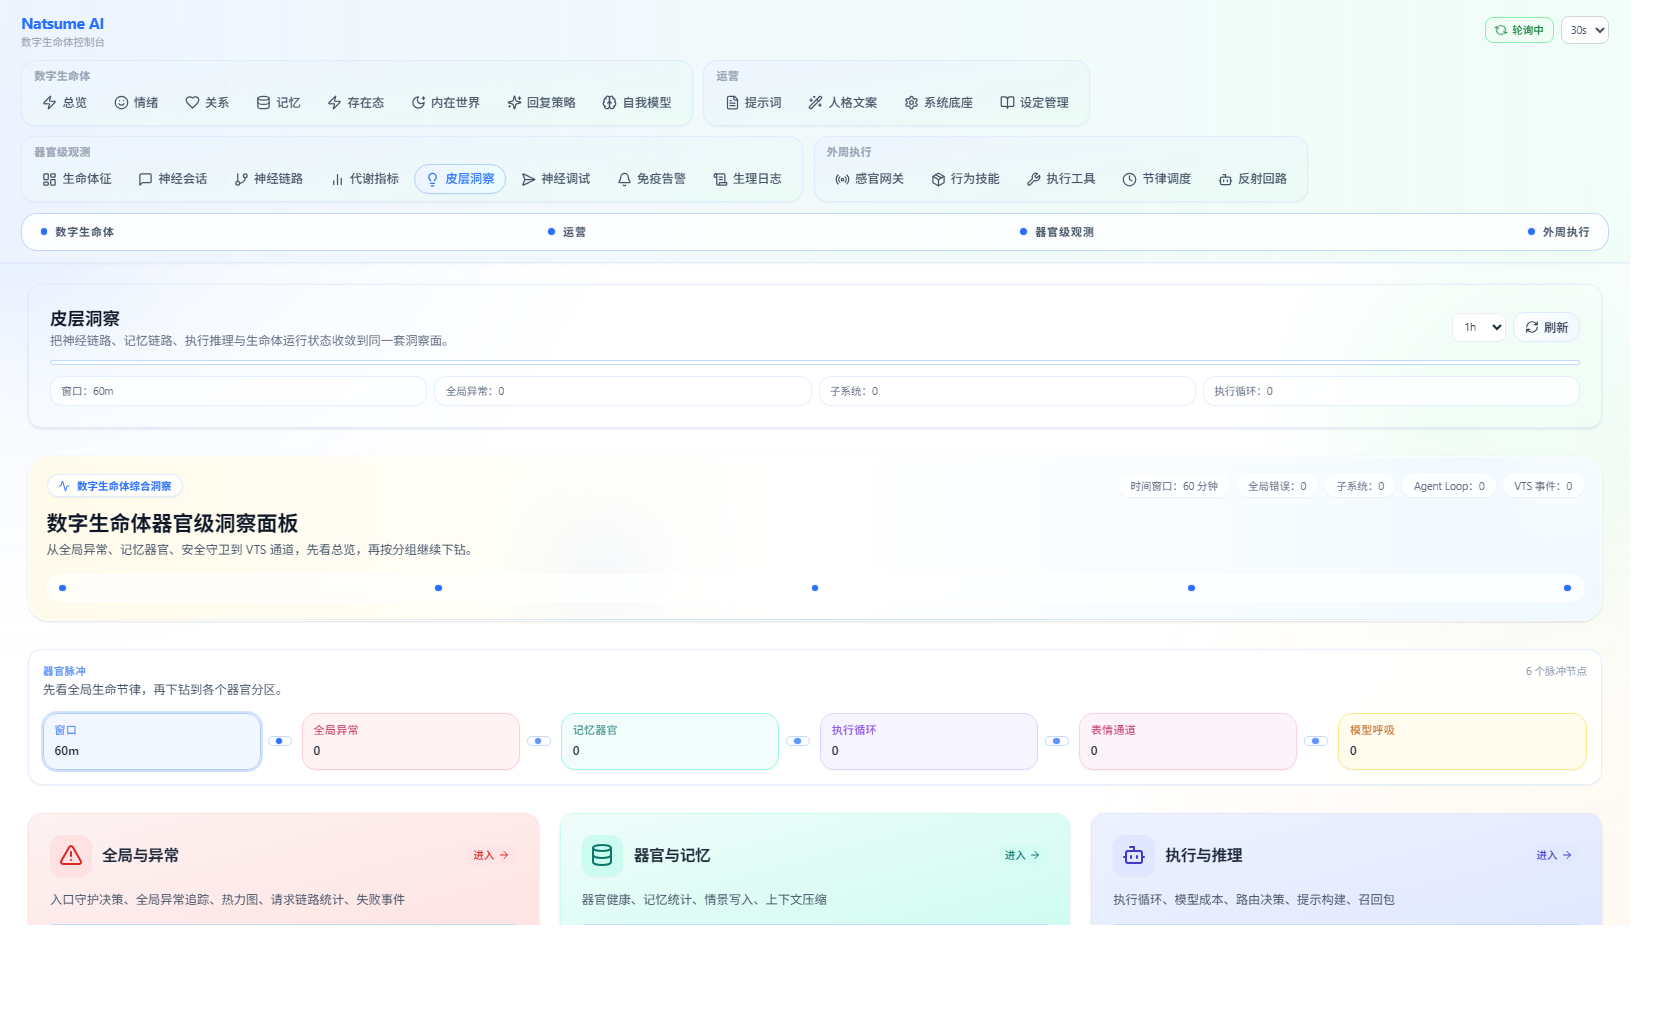 Natsume AI
数字生命体控制台
轮询中
30s
数字生命体
总览 情绪 关系 记忆 存在态 内在世界 回复策略 自我模型
运营
提示词 人格文案 系统底座 设定管理
器官级观测
生命体征 神经会话 神经链路 代谢指标 皮层洞察 神经调试 免疫告警 生理日志
外周执行
感官网关 行为技能 执行工具 节律调度 反射回路
数字生命体 运营 器官级观测 外周执行
皮层洞察
把神经链路、记忆链路、执行推理与生命体运行状态收敛到同一套洞察面。
1h
刷新
窗口：60m 全局异常：0 子系统：0 执行循环：0
数字生命体综合洞察
时间窗口：60 分钟 全局错误：0 子系统：0 Agent Loop：0 VTS 事件：0
数字生命体器官级洞察面板
从全局异常、记忆器官、安全守卫到 VTS 通道，先看总览，再按分组继续下钻。
器官脉冲
先看全局生命节律，再下钻到各个器官分区。
6 个脉冲节点
窗口
60m
全局异常
0
记忆器官
0
执行循环
0
表情通道
0
模型呼吸
0
全局与异常
进入
入口守护决策、全局异常追踪、热力图、请求链路统计、失败事件
器官与记忆
进入
器官健康、记忆统计、情景写入、上下文压缩
执行与推理
进入
执行循环、模型成本、路由决策、提示构建、召回包